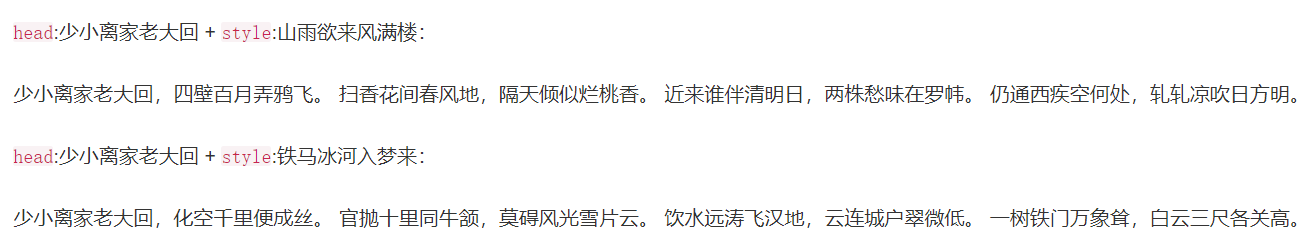 head:少小离家老大回 + style:山雨欲来风满楼：
少小离家老大回，四壁百月弄鸦飞。 扫香花间春风地，隔天倾似烂桃香。 近来谁伴清明日，两株愁味在罗帏。 仍通西疾空何处，轧轧凉吹日方明。
head:少小离家老大回 + style:铁马冰河入梦来：
少小离家老大回，化空千里便成丝。 官抛十里同牛颔，莫碍风光雪片云。 饮水远涛飞汉地，云连城户翠微低。 一树铁门万象耸，白云三尺各关高。